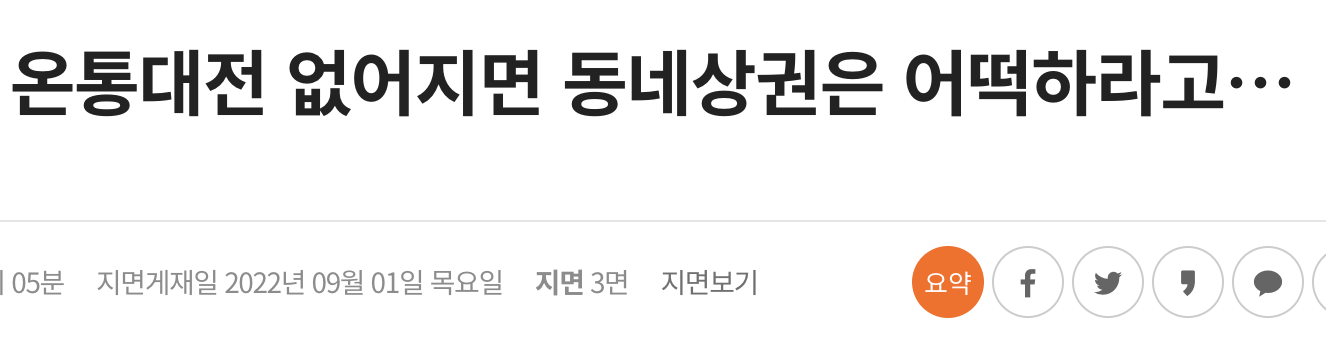 온통대전 없어지면 동네상권은 어떡하라고…
05분 지면게재일 2022년 09월 01일 목요일 지면 3면 지면보기 요약